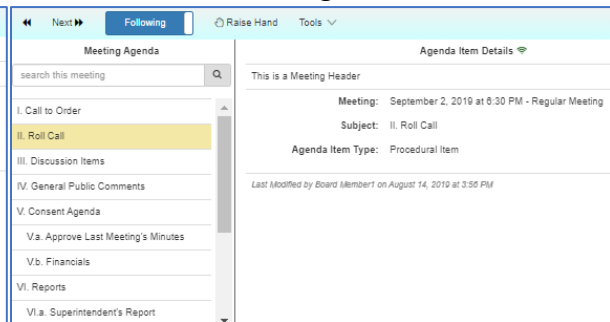 Next Following Raise Hand Tools
Meeting Agenda
search this meeting
I. Call to Order
II. Roll Call
III. Discussion Items
IV. General Public Comments
V. Consent Agenda
V.a. Approve Last Meeting's Minutes
V.b. Financials
VI. Reports
VI.a. Superintendent's Report
Agenda Item Details
This is a Meeting Header
Meeting: September 2, 2019 at 6:30 PM - Regular Meeting
Subject: II. Roll Call
Agenda Item Type: Procedural Item
Last Modified by Board Member1 on August 14, 2019 at 3:56 PM